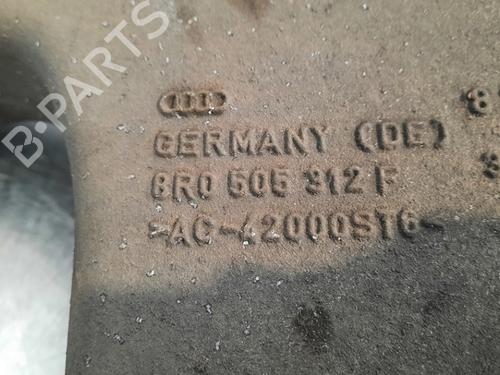 B-PARTS
GERMANY (DE)
8R0 505 312 F
>AC-42000ST6-